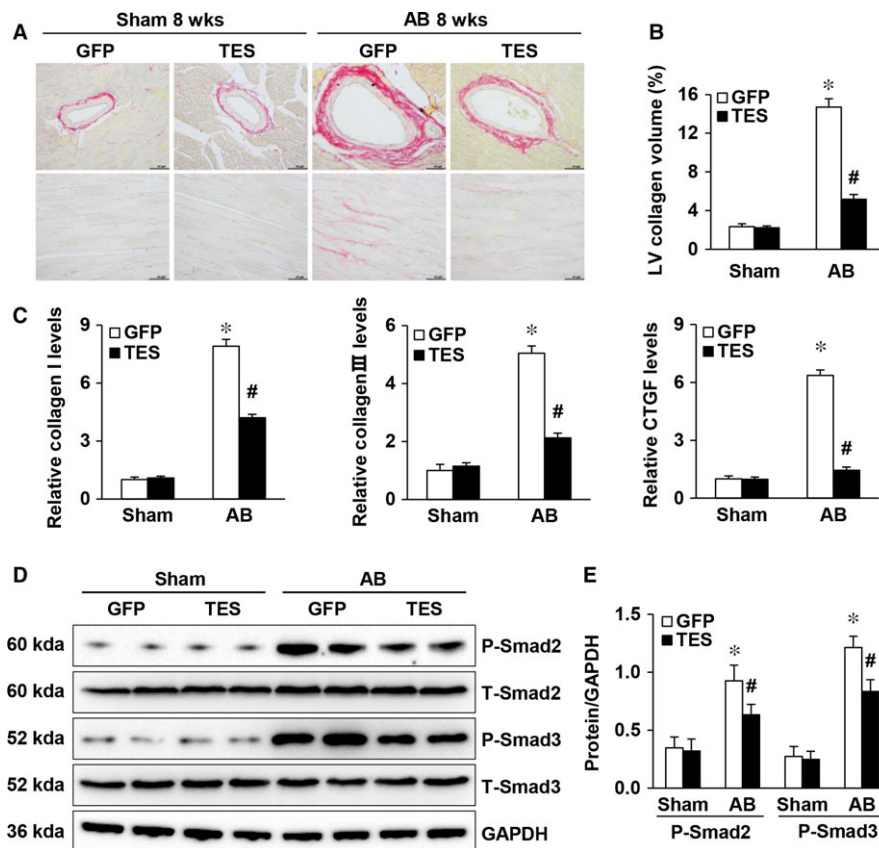 A
Sham 8 wks
AB 8 wks
GFP
TES
GFP
TES
B
LV collagen volume (%)
16
12
8
4
0
GFP
TES
*
#
Sham
AB
C
Relative collagen I levels
9
6
3
0
GFP
TES
*
#
Sham
AB
Relative collagen Ⅲ levels
6
4
2
0
GFP
TES
*
#
Sham
AB
Relative CTGF levels
9
6
3
0
GFP
TES
*
#
Sham
AB
D
Sham
AB
GFP
TES
GFP
TES
60 kda
P-Smad2
60 kda
T-Smad2
52 kda
P-Smad3
52 kda
T-Smad3
36 kda
GAPDH
E
Protein/GAPDH
1.5
1.0
0.5
0.0
GFP
TES
*
#
*
#
Sham AB Sham AB
P-Smad2
P-Smad3